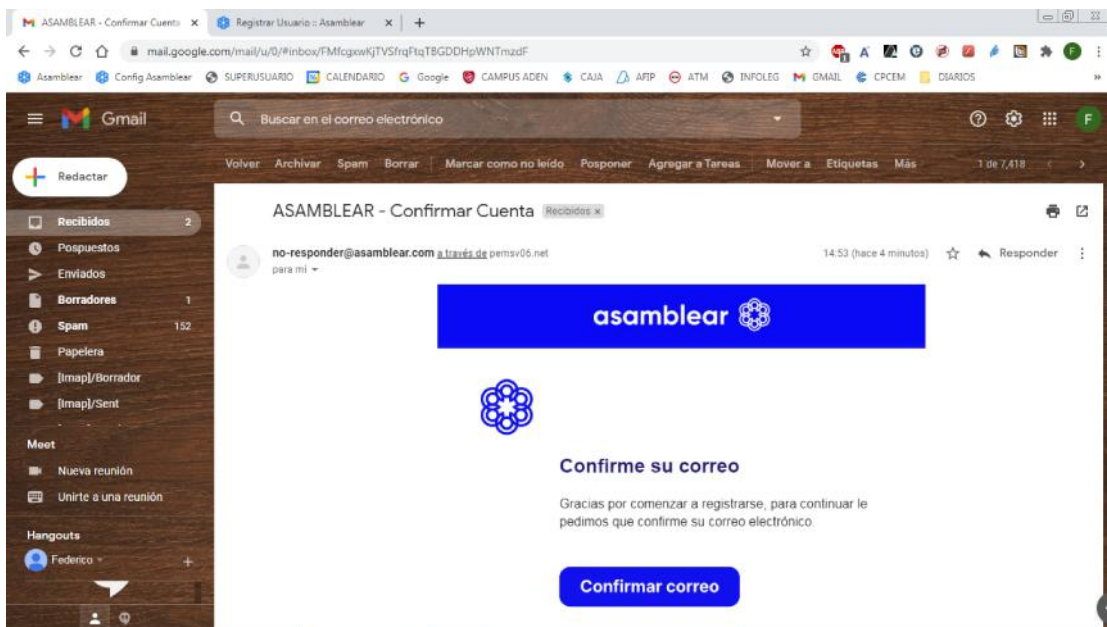 ASAMBLEAR - Confirmar Cuenta
Registrar Usuario :: Asamblear
mail.google.com/mail/u/0/#inbox/FMfcgxwKjTVSfrqFtqTBGDDHpWNTmzdF
Asamblear Config Asamblear SUPERUSUARIO CALENDARIO Google CAMPUS ADEN CAJA AFIP ATM INFOLEG GMAIL CPCEM DIARIOS
Gmail
Buscar en el correo electrónico
F
Volver Archivar Spam Borrar Marcar como no leído Posponer Agregar a Tareas Mover a Etiquetas Más 1 de 7,418
Redactar
Recibidos 2
Pospuestos
Enviados
Borradores 1
Spam 152
Papelera
[Imap]/Borrador
[Imap]/Sent
Meet
Nueva reunión
Unirte a una reunión
Hangouts
Federico
ASAMBLEAR - Confirmar Cuenta Recibidos x
no-responder@asamblear.com a través de pemsv06.net 14:53 (hace 4 minutos) Responder
para mí
asamblear
Confirme su correo
Gracias por comenzar a registrarse, para continuar le
pedimos que confirme su correo electrónico.
Confirmar correo